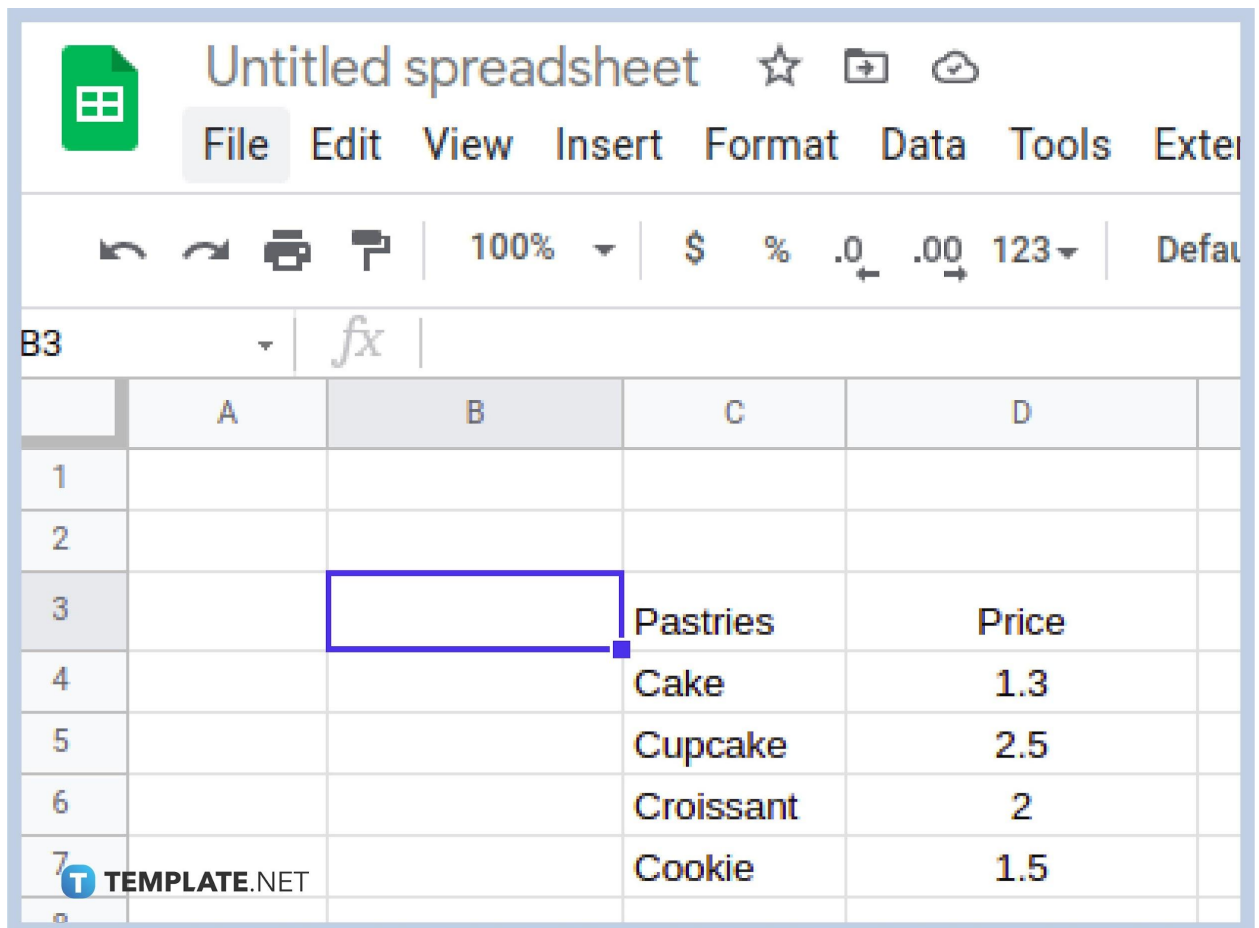 Untitled spreadsheet
File Edit View Insert Format Data Tools
100% $ % .0 .00 123
B3 fx
A B C D
1
2
3 Pastries Price
4 Cake 1.3
5 Cupcake 2.5
6 Croissant 2
7 Cookie 1.5
T TEMPLATE.NET